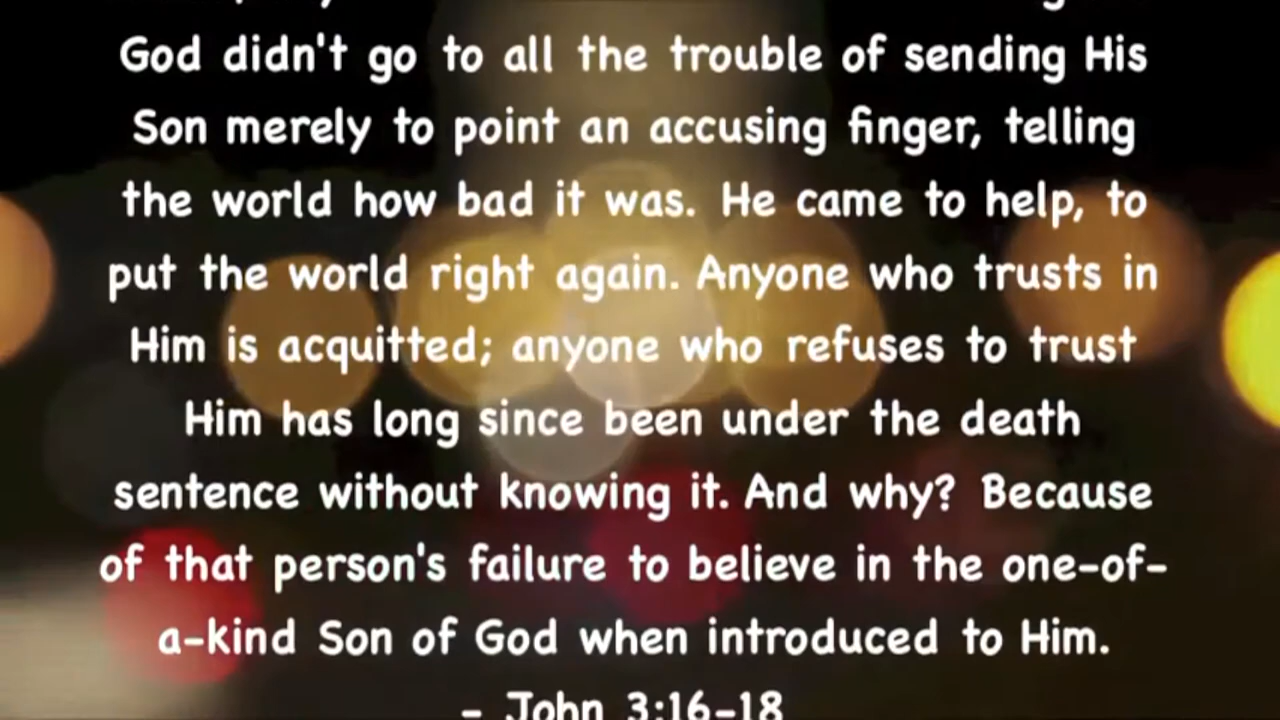 God didn't go to all the trouble of sending His
Son merely to point an accusing finger, telling
the world how bad it was. He came to help, to
put the world right again. Anyone who trusts in
Him is acquitted; anyone who refuses to trust
Him has long since been under the death
sentence without knowing it. And why? Because
of that person's failure to believe in the one-of-
a-kind Son of God when introduced to Him.
- John 3:16-18